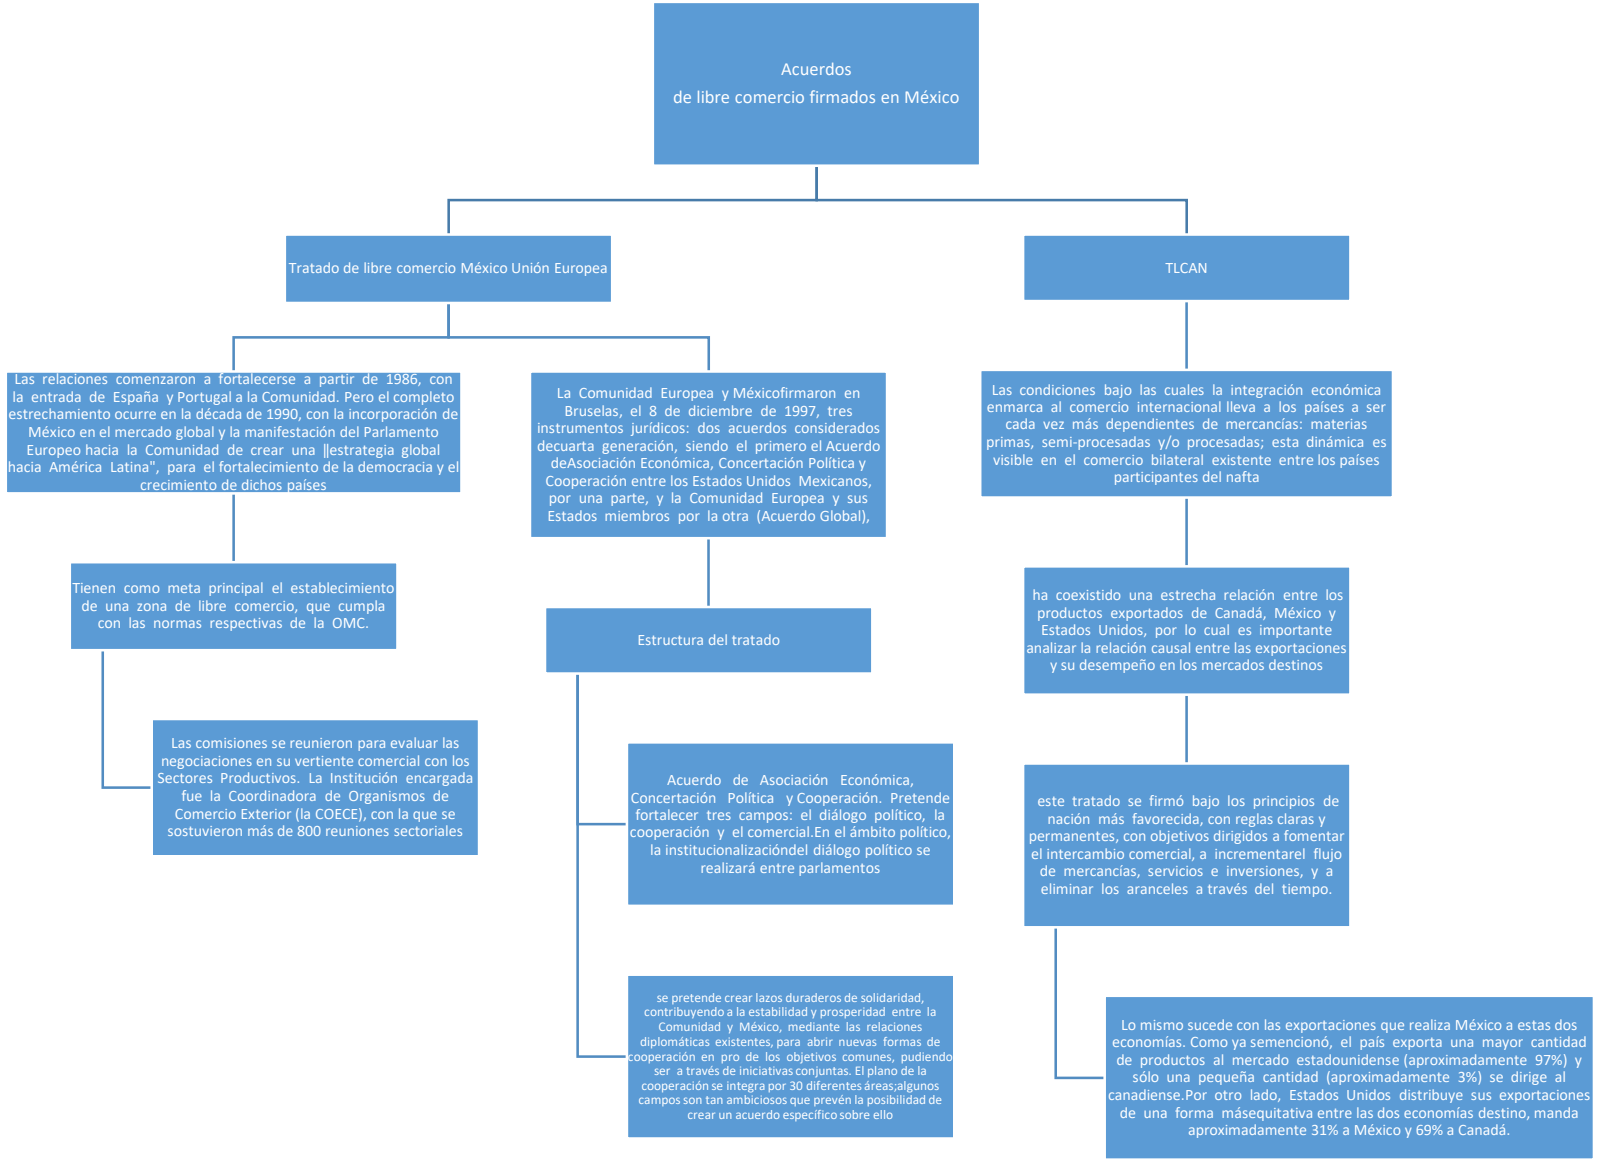 Acuerdos
de libre comercio firmados en México
Tratado de libre comercio México Unión Europea
TLCAN
Las relaciones comenzaron a fortalecerse a partir de 1986, con
la entrada de España y Portugal a la Comunidad. Pero el completo
estrechamiento ocurre en la década de 1990, con la incorporación de
México en el mercado global y la manifestación del Parlamento
Europeo hacia la Comunidad de crear una ‖estrategia global
hacia América Latina", para el fortalecimiento de la democracia y el
crecimiento de dichos países
La Comunidad Europea y Méxicofirmaron en
Bruselas, el 8 de diciembre de 1997, tres
instrumentos jurídicos: dos acuerdos considerados
decuarta generación, siendo el primero el Acuerdo
deAsociación Económica, Concertación Política y
Cooperación entre los Estados Unidos Mexicanos,
por una parte, y la Comunidad Europea y sus
Estados miembros por la otra (Acuerdo Global),
Las condiciones bajo las cuales la integración económica
enmarca al comercio internacional lleva a los países a ser
cada vez más dependientes de mercancías: materias
primas, semi-procesadas y/o procesadas; esta dinámica es
visible en el comercio bilateral existente entre los países
participantes del nafta
Tienen como meta principal el establecimiento
de una zona de libre comercio, que cumpla
con las normas respectivas de la OMC.
Estructura del tratado
ha coexistido una estrecha relación entre los
productos exportados de Canadá, México y
Estados Unidos, por lo cual es importante
analizar la relación causal entre las exportaciones
y su desempeño en los mercados destinos
Las comisiones se reunieron para evaluar las
negociaciones en su vertiente comercial con los
Sectores Productivos. La Institución encargada
fue la Coordinadora de Organismos de
Comercio Exterior (la COECE), con la que se
sostuvieron más de 800 reuniones sectoriales
Acuerdo de Asociación Económica,
Concertación Política y Cooperación. Pretende
fortalecer tres campos: el diálogo político, la
cooperación y el comercial.En el ámbito político,
la institucionalizacióndel diálogo político se
realizará entre parlamentos
este tratado se firmó bajo los principios de
nación más favorecida, con reglas claras y
permanentes, con objetivos dirigidos a fomentar
el intercambio comercial, a incrementarel flujo
de mercancías, servicios e inversiones, y a
eliminar los aranceles a través del tiempo.
se pretende crear lazos duraderos de solidaridad,
contribuyendo a la estabilidad y prosperidad entre la
Comunidad y México, mediante las relaciones
diplomáticas existentes, para abrir nuevas formas de
cooperación en pro de los objetivos comunes, pudiendo
ser a través de iniciativas conjuntas. El plano de la
cooperación se integra por 30 diferentes áreas;algunos
campos son tan ambiciosos que prevén la posibilidad de
crear un acuerdo específico sobre ello
Lo mismo sucede con las exportaciones que realiza México a estas dos
economías. Como ya semencionó, el país exporta una mayor cantidad
de productos al mercado estadounidense (aproximadamente 97%) y
sólo una pequeña cantidad (aproximadamente 3%) se dirige al
canadiense.Por otro lado, Estados Unidos distribuye sus exportaciones
de una forma másequitativa entre las dos economías destino, manda
aproximadamente 31% a México y 69% a Canadá.